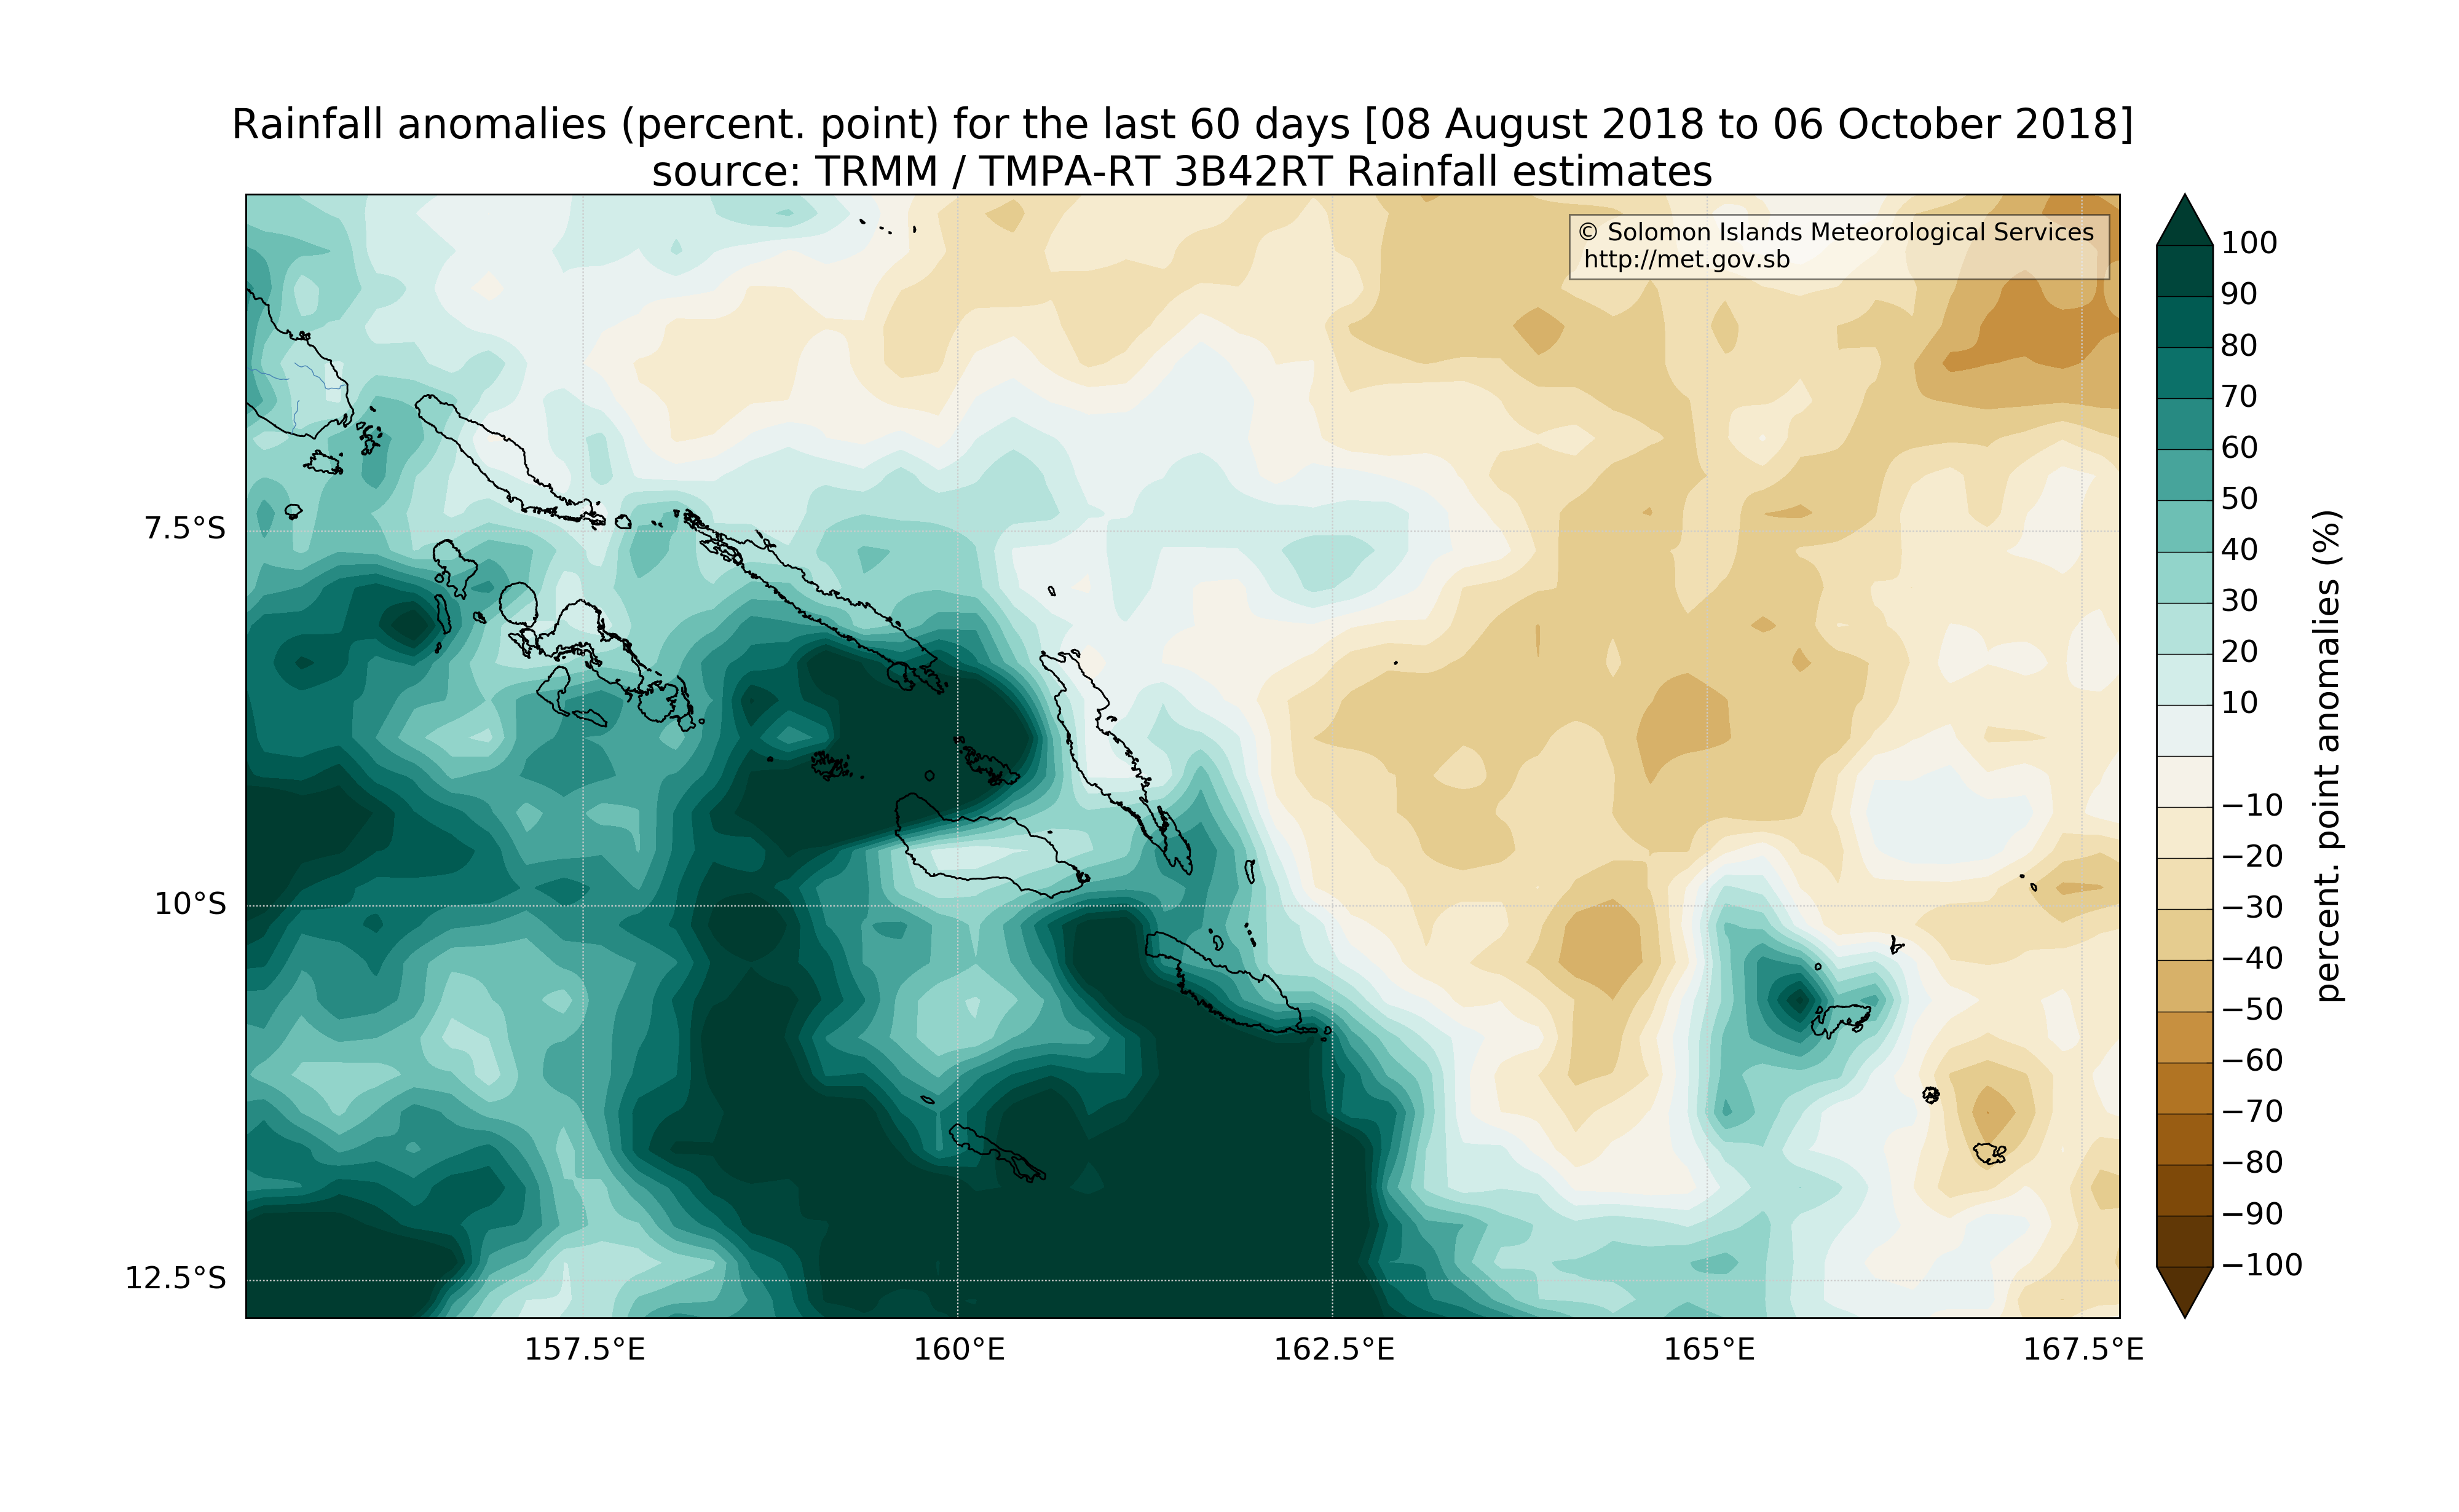 Rainfall anomalies (percent. point) for the last 60 days [08 August 2018 to 06 October 2018]
source: TRMM / TMPA-RT 3B42RT Rainfall estimates
© Solomon Islands Meteorological Services
http://met.gov.sb
7.5°S
10°S
12.5°S
157.5°E
160°E
162.5°E
165°E
167.5°E
100
90
80
70
60
50
40
30
20
10
−10
−20
−30
−40
−50
−60
−70
−80
−90
−100
percent. point anomalies (%)